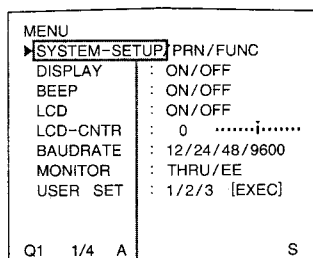 MENU
▶SYSTEM-SETUP/PRN/FUNC
DISPLAY : ON/OFF
BEEP : ON/OFF
LCD : ON/OFF
LCD-CNTR : 0 ·······i·······
BAUDRATE : 12/24/48/9600
MONITOR : THRU/EE
USER SET : 1/2/3 [EXEC]
Q1 1/4 A S